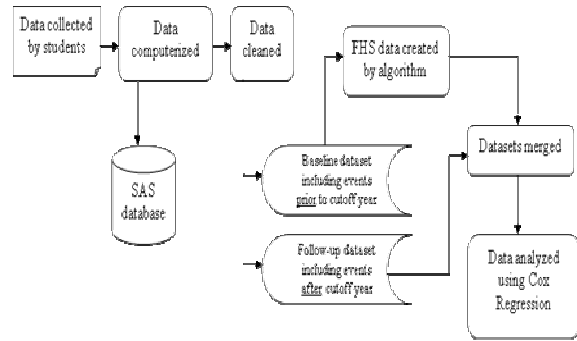 Data collected
by students
Data
computerized
Data
cleaned
FHS data created
by algorithm
SAS
database
Baseline dataset
including events
prior to cutoff year
Datasets merged
Follow-up dataset
including events
after cutoff year
Data analyzed
using Cox
Regression